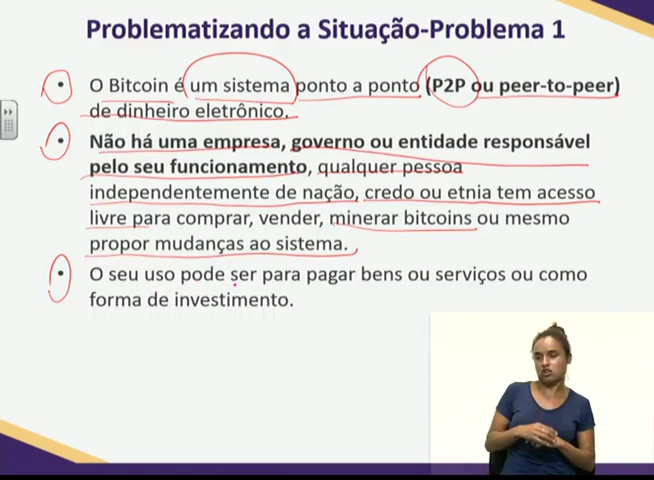 Problematizando a Situação-Problema 1
• O Bitcoin é um sistema ponto a ponto (P2P ou peer-to-peer)
de dinheiro eletrônico.
• Não há uma empresa, governo ou entidade responsável
pelo seu funcionamento, qualquer pessoa
independentemente de nação, credo ou etnia tem acesso
livre para comprar, vender, minerar bitcoins ou mesmo
propor mudanças ao sistema.
• O seu uso pode ser para pagar bens ou serviços ou como
forma de investimento.